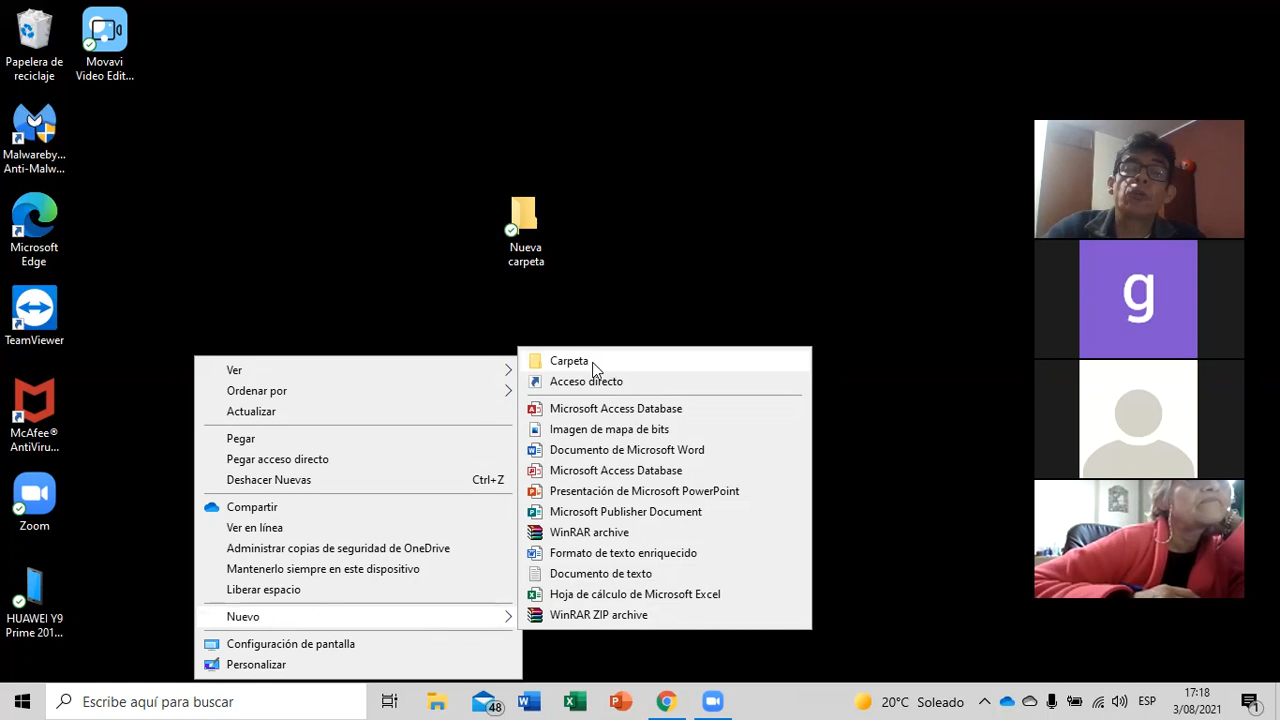 Papelera de
reciclaje
Movavi
Video Edit...
Malwareby...
Anti-Malw...
Microsoft
Edge
TeamViewer
McAfee®
AntiViru...
Zoom
HUAWEI Y9
Prime 201...
Nueva
carpeta
Ver
Ordenar por
Actualizar
Pegar
Pegar acceso directo
Deshacer Nuevas Ctrl+Z
Compartir
Ver en línea
Administrar copias de seguridad de OneDrive
Mantenerlo siempre en este dispositivo
Liberar espacio
Nuevo
Configuración de pantalla
Personalizar
Carpeta
Acceso directo
Microsoft Access Database
Imagen de mapa de bits
Documento de Microsoft Word
Microsoft Access Database
Presentación de Microsoft PowerPoint
Microsoft Publisher Document
WinRAR archive
Formato de texto enriquecido
Documento de texto
Hoja de cálculo de Microsoft Excel
WinRAR ZIP archive
g
Escribe aquí para buscar
48
20°C Soleado
ESP
17:18
3/08/2021
1